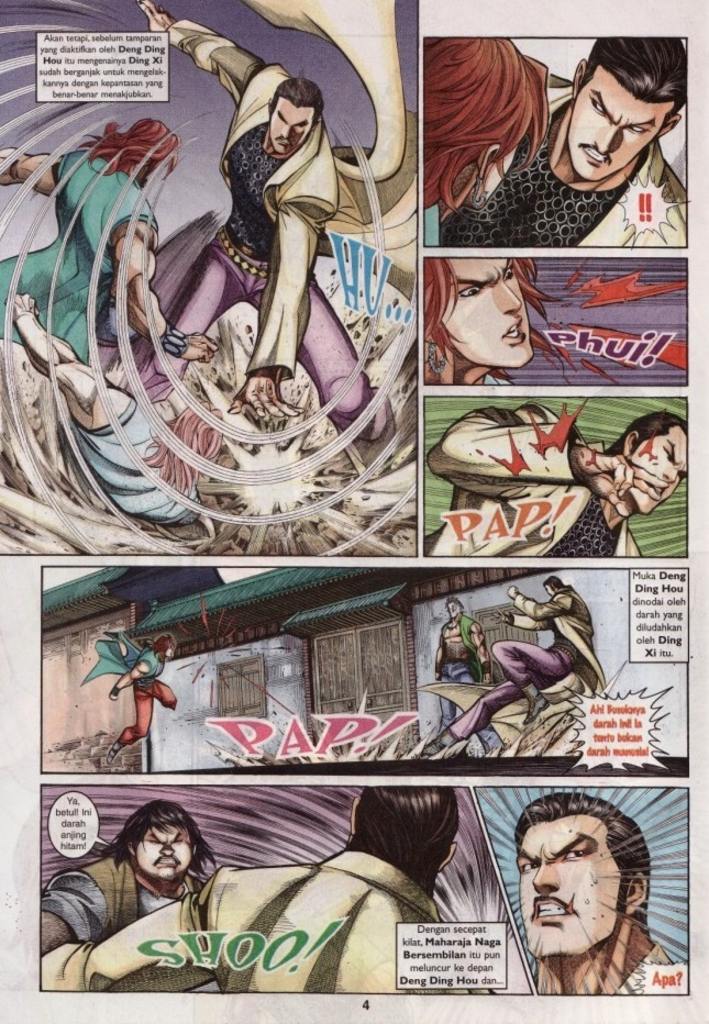 Akan tetapi, sebelum tamparan
yang diaktifkan oleh Deng Ding
Hou itu mengenainya Ding Xi
sudah berganjak untuk mengelak-
kannya dengan kepantasan yang
benar-benar menakjubkan.
HU...
!!
Phui!
PAP!
Muka Deng
Ding Hou
dinodai oleh
darah yang
diludahkan
oleh Ding
Xi itu.
PAP!
Ah! Busuknya
darah ini! Ia
tentu bukan
darah manusia!
Ya,
betul! Ini
darah
anjing
hitam!
SHOO!
Dengan secepat
kilat, Maharaja Naga
Bersembilan itu pun
meluncur ke depan
Deng Ding Hou dan...
Apa?
4